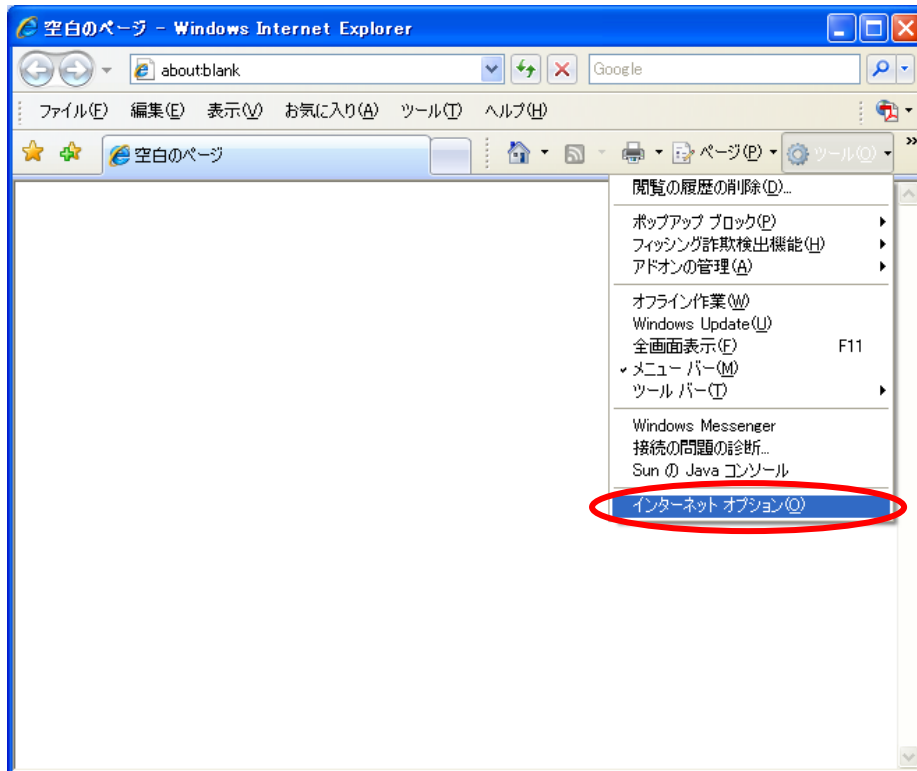 空白のページ - Windows Internet Explorer
about:blank
Google
ファイル(F) 編集(E) 表示(V) お気に入り(A) ツール(T) ヘルプ(H)
空白のページ
ページ(P)
ツール(O)
»
閲覧の履歴の削除(D)...
ポップアップ ブロック(P)
フィッシング詐欺検出機能(H)
アドオンの管理(A)
オフライン作業(W)
Windows Update(U)
全画面表示(F) F11
メニュー バー(M)
ツール バー(T)
Windows Messenger
接続の問題の診断...
Sun の Java コンソール
インターネット オプション(O)